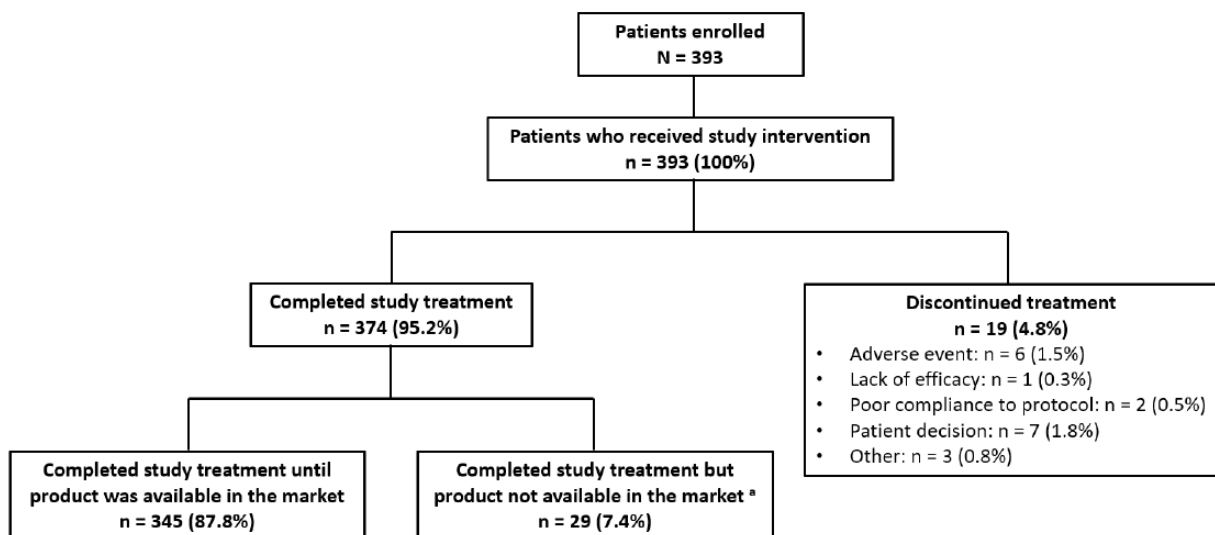 Patients enrolled
N = 393
Patients who received study intervention
n = 393 (100%)
Completed study treatment
n = 374 (95.2%)
Discontinued treatment
n = 19 (4.8%)
• Adverse event: n = 6 (1.5%)
• Lack of efficacy: n = 1 (0.3%)
• Poor compliance to protocol: n = 2 (0.5%)
• Patient decision: n = 7 (1.8%)
• Other: n = 3 (0.8%)
Completed study treatment until
product was available in the market
n = 345 (87.8%)
Completed study treatment but
product not available in the market ᵃ
n = 29 (7.4%)